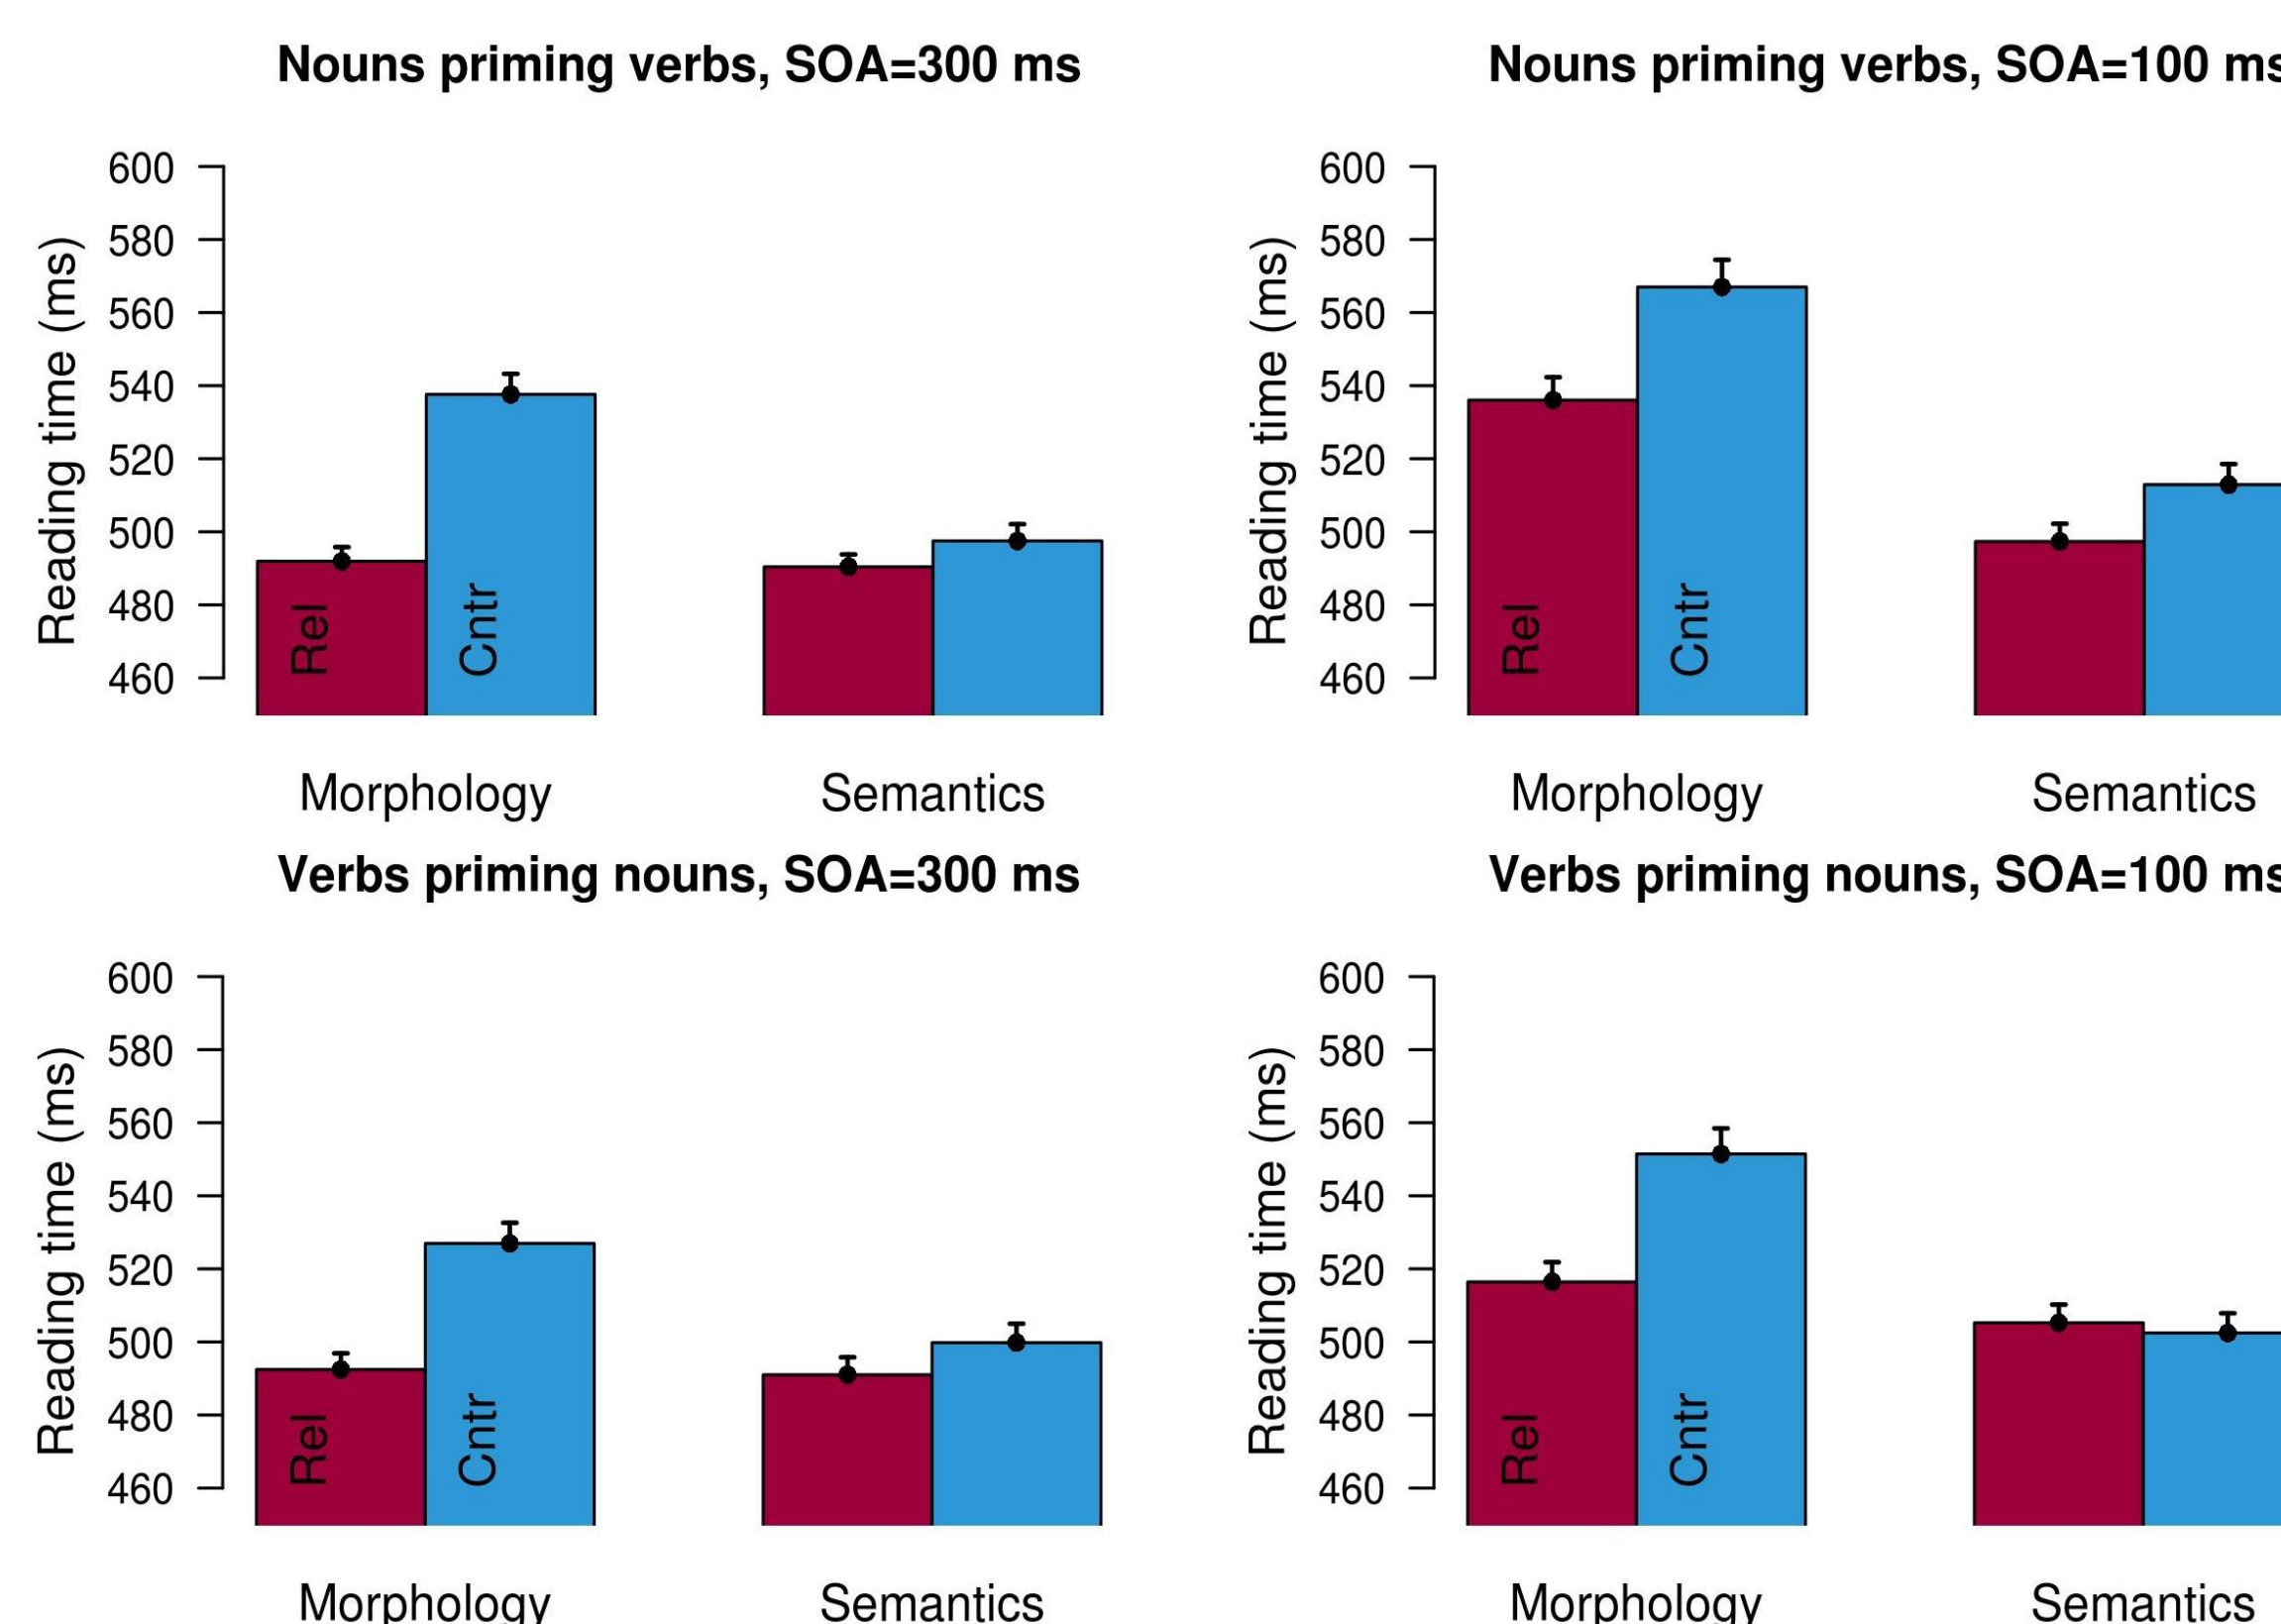 Nouns priming verbs, SOA=300 ms
Reading time (ms)
600
580
560
540
520
500
480
460
Rel
Cntr
Morphology
Semantics
Nouns priming verbs, SOA=100 ms
Reading time (ms)
600
580
560
540
520
500
480
460
Rel
Cntr
Morphology
Semantics
Verbs priming nouns, SOA=300 ms
Reading time (ms)
600
580
560
540
520
500
480
460
Rel
Cntr
Morphology
Semantics
Verbs priming nouns, SOA=100 ms
Reading time (ms)
600
580
560
540
520
500
480
460
Rel
Cntr
Morphology
Semantics